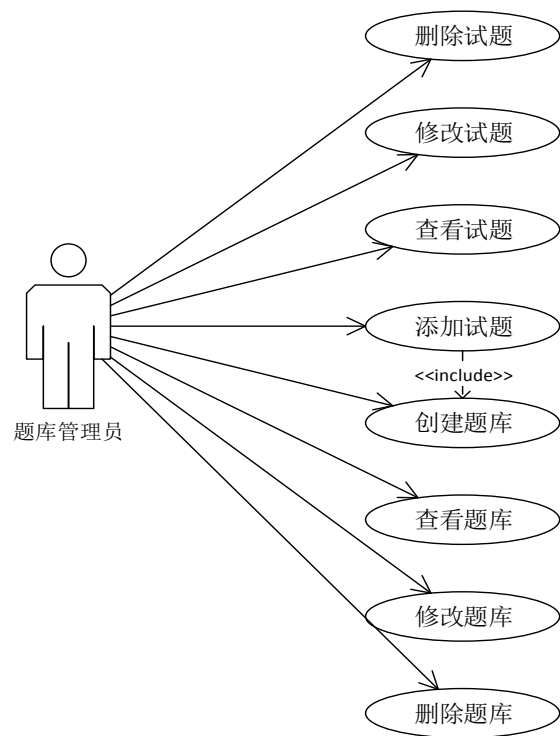 删除试题
修改试题
查看试题
添加试题
<<include>>
创建题库
题库管理员
查看题库
修改题库
删除题库